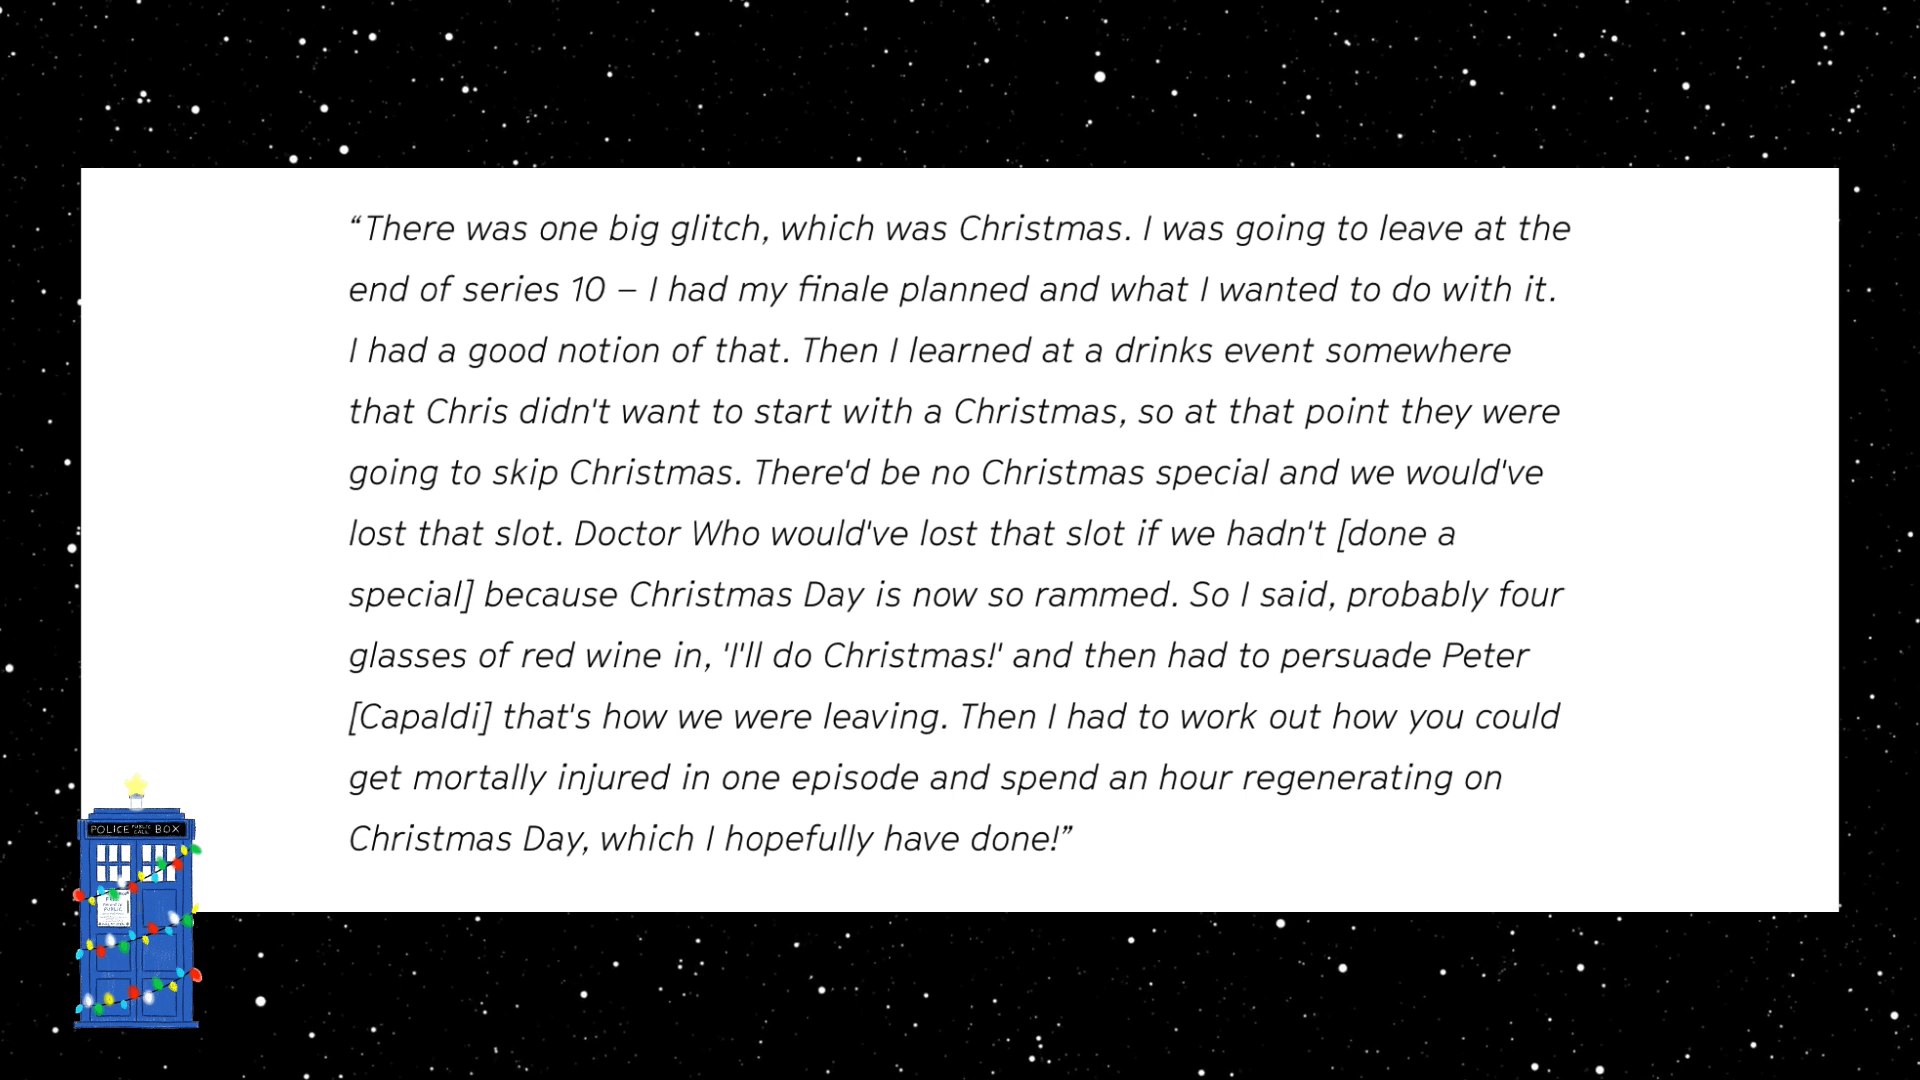 “There was one big glitch, which was Christmas. I was going to leave at the
end of series 10 – I had my finale planned and what I wanted to do with it.
I had a good notion of that. Then I learned at a drinks event somewhere
that Chris didn't want to start with a Christmas, so at that point they were
going to skip Christmas. There'd be no Christmas special and we would've
lost that slot. Doctor Who would've lost that slot if we hadn't [done a
special] because Christmas Day is now so rammed. So I said, probably four
glasses of red wine in, 'I'll do Christmas!' and then had to persuade Peter
[Capaldi] that's how we were leaving. Then I had to work out how you could
get mortally injured in one episode and spend an hour regenerating on
Christmas Day, which I hopefully have done!”
POLICE PUBLIC CALL BOX